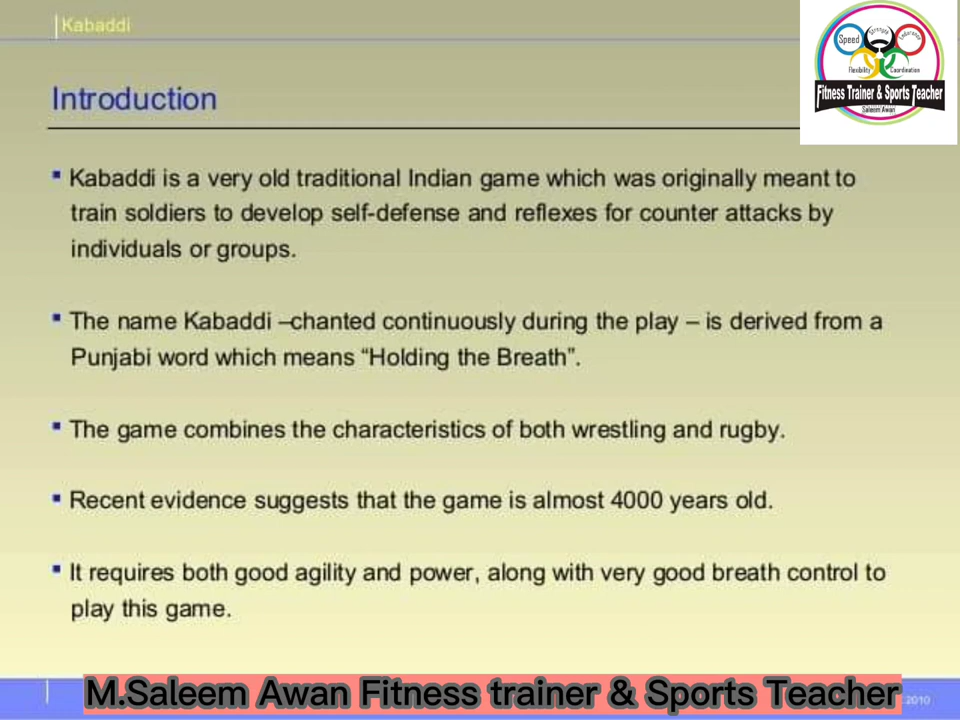 Kabaddi
Speed
Strength
Endurance
Flexibility
Coordination
Fitness Trainer & Sports Teacher
Saleem Awan
Introduction
▪ Kabaddi is a very old traditional Indian game which was originally meant to
train soldiers to develop self-defense and reflexes for counter attacks by
individuals or groups.
▪ The name Kabaddi –chanted continuously during the play – is derived from a
Punjabi word which means “Holding the Breath”.
▪ The game combines the characteristics of both wrestling and rugby.
▪ Recent evidence suggests that the game is almost 4000 years old.
▪ It requires both good agility and power, along with very good breath control to
play this game.
M.Saleem Awan Fitness trainer & Sports Teacher
2010